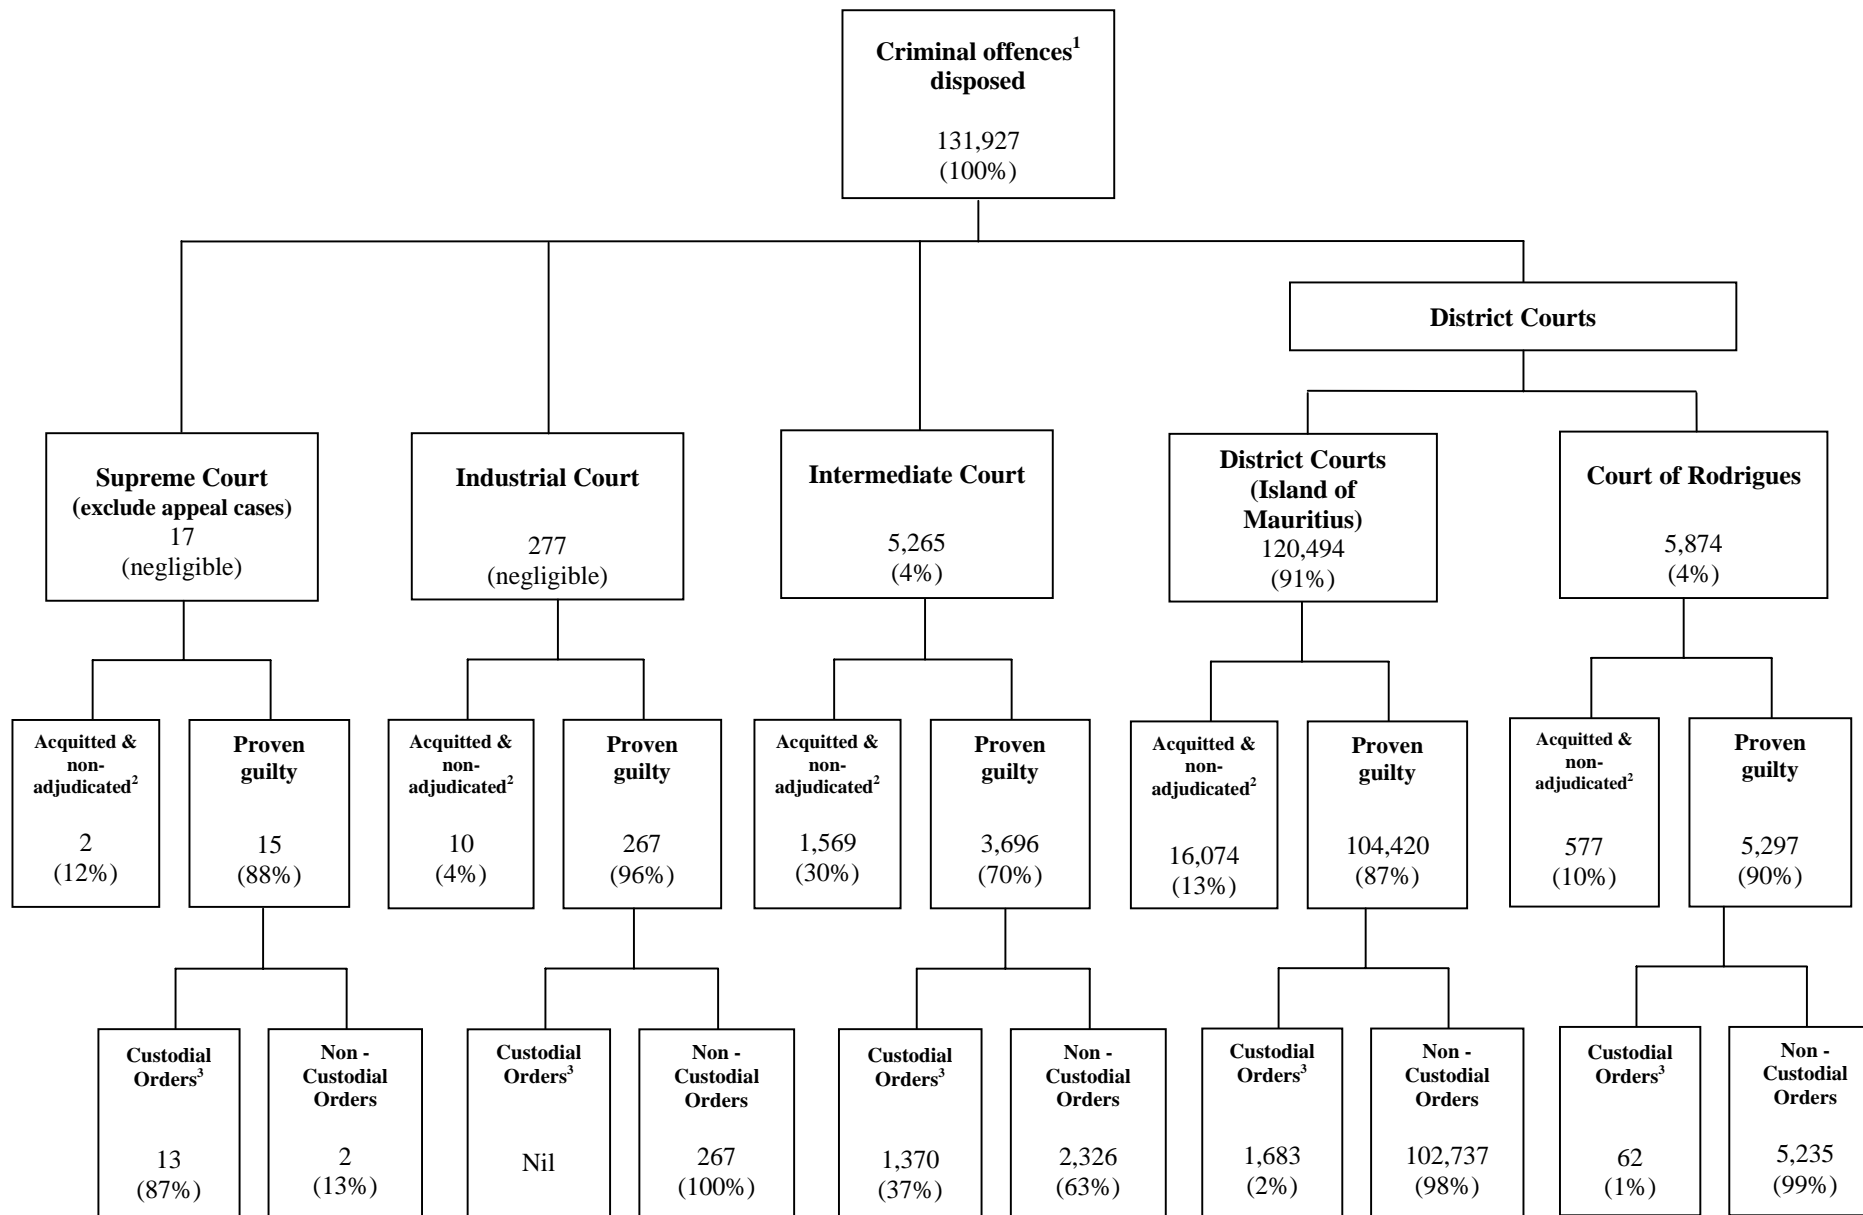 Criminal offences¹
disposed
131,927
(100%)
District Courts
Supreme Court
(exclude appeal cases)
17
(negligible)
Industrial Court
277
(negligible)
Intermediate Court
5,265
(4%)
District Courts
(Island of
Mauritius)
120,494
(91%)
Court of Rodrigues
5,874
(4%)
Acquitted &
non-
adjudicated²
2
(12%)
Proven
guilty
15
(88%)
Acquitted &
non-
adjudicated²
10
(4%)
Proven
guilty
267
(96%)
Acquitted &
non-
adjudicated²
1,569
(30%)
Proven
guilty
3,696
(70%)
Acquitted &
non-
adjudicated²
16,074
(13%)
Proven
guilty
104,420
(87%)
Acquitted &
non-
adjudicated²
577
(10%)
Proven
guilty
5,297
(90%)
Custodial
Orders³
13
(87%)
Non -
Custodial
Orders
2
(13%)
Custodial
Orders³
Nil
Non -
Custodial
Orders
267
(100%)
Custodial
Orders³
1,370
(37%)
Non -
Custodial
Orders
2,326
(63%)
Custodial
Orders³
1,683
(2%)
Non -
Custodial
Orders
102,737
(98%)
Custodial
Orders³
62
(1%)
Non -
Custodial
Orders
5,235
(99%)